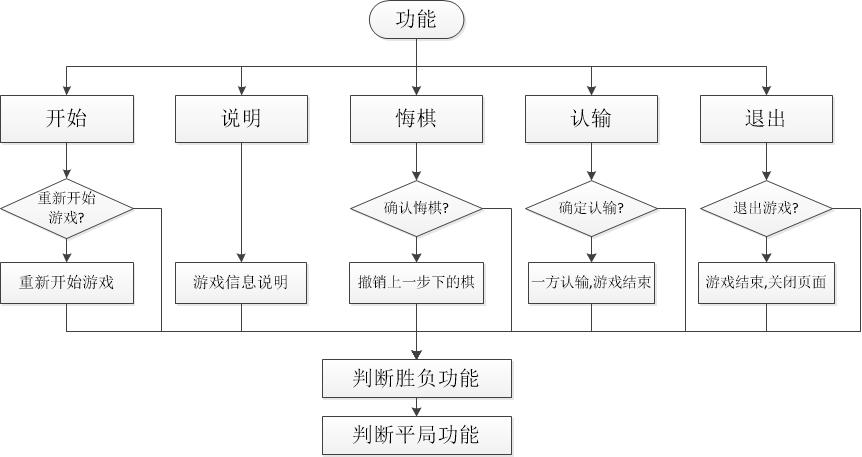 功能
开始
说明
悔棋
认输
退出
重新开始
游戏?
确认悔棋?
确定认输?
退出游戏?
重新开始游戏
游戏信息说明
撤销上一步下的棋
一方认输,游戏结束
游戏结束,关闭页面
判断胜负功能
判断平局功能